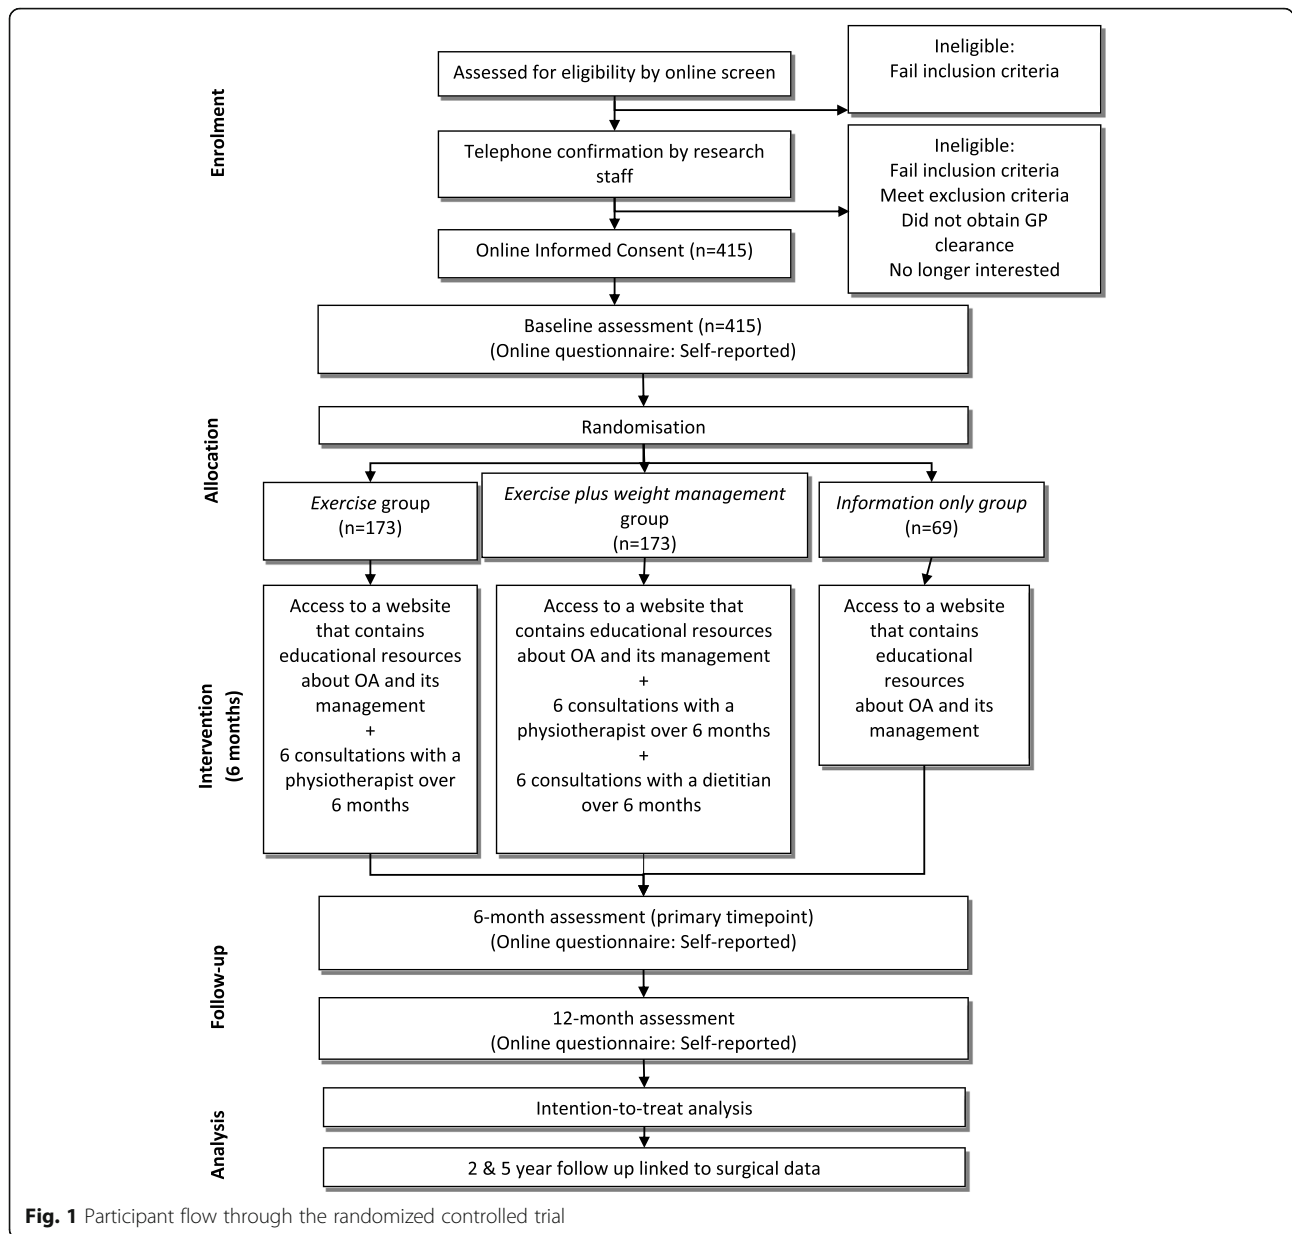 Enrolment
Assessed for eligibility by online screen
Ineligible:
Fail inclusion criteria
Telephone confirmation by research
staff
Ineligible:
Fail inclusion criteria
Meet exclusion criteria
Did not obtain GP
clearance
No longer interested
Online Informed Consent (n=415)
Baseline assessment (n=415)
(Online questionnaire: Self-reported)
Allocation
Randomisation
Exercise group
(n=173)
Exercise plus weight management
group
(n=173)
Information only group
(n=69)
Intervention
(6 months)
Access to a website
that contains
educational resources
about OA and its
management
+
6 consultations with a
physiotherapist over
6 months
Access to a website that
contains educational resources
about OA and its management
+
6 consultations with a
physiotherapist over 6 months
+
6 consultations with a dietitian
over 6 months
Access to a website
that contains
educational
resources
about OA and its
management
Follow-up
6-month assessment (primary timepoint)
(Online questionnaire: Self-reported)
12-month assessment
(Online questionnaire: Self-reported)
Analysis
Intention-to-treat analysis
2 & 5 year follow up linked to surgical data
Fig. 1 Participant flow through the randomized controlled trial